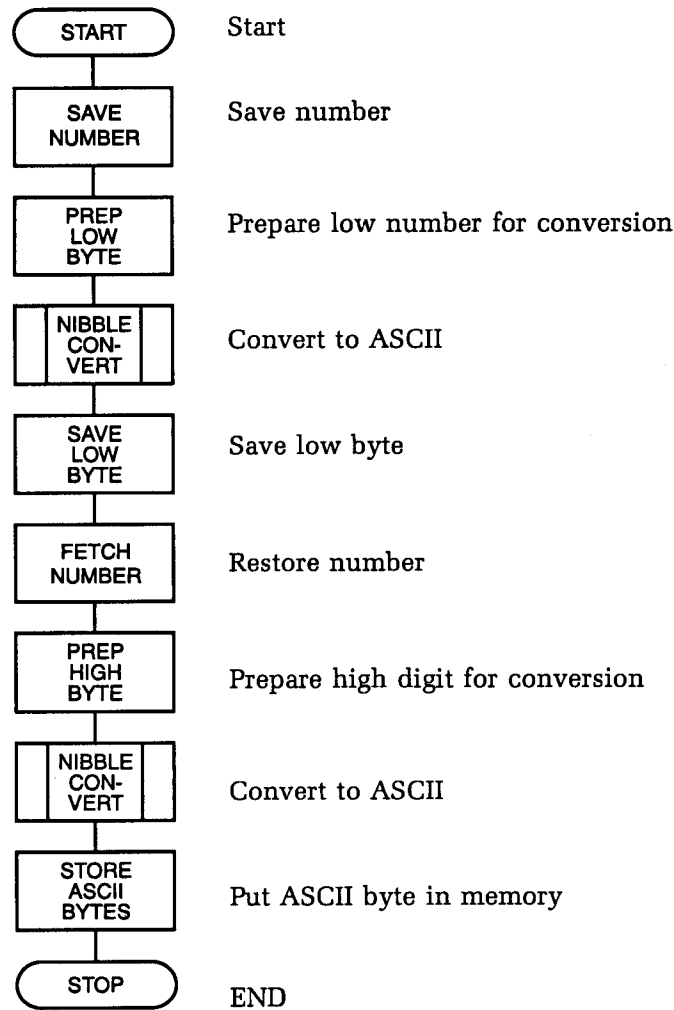 START Start
SAVE Save number
NUMBER
PREP
LOW Prepare low number for conversion
BYTE
NIBBLE
CON- Convert to ASCII
VERT
SAVE
LOW Save low byte
BYTE
FETCH
NUMBER Restore number
PREP
HIGH Prepare high digit for conversion
BYTE
NIBBLE
CON- Convert to ASCII
VERT
STORE
ASCII Put ASCII byte in memory
BYTES
STOP END